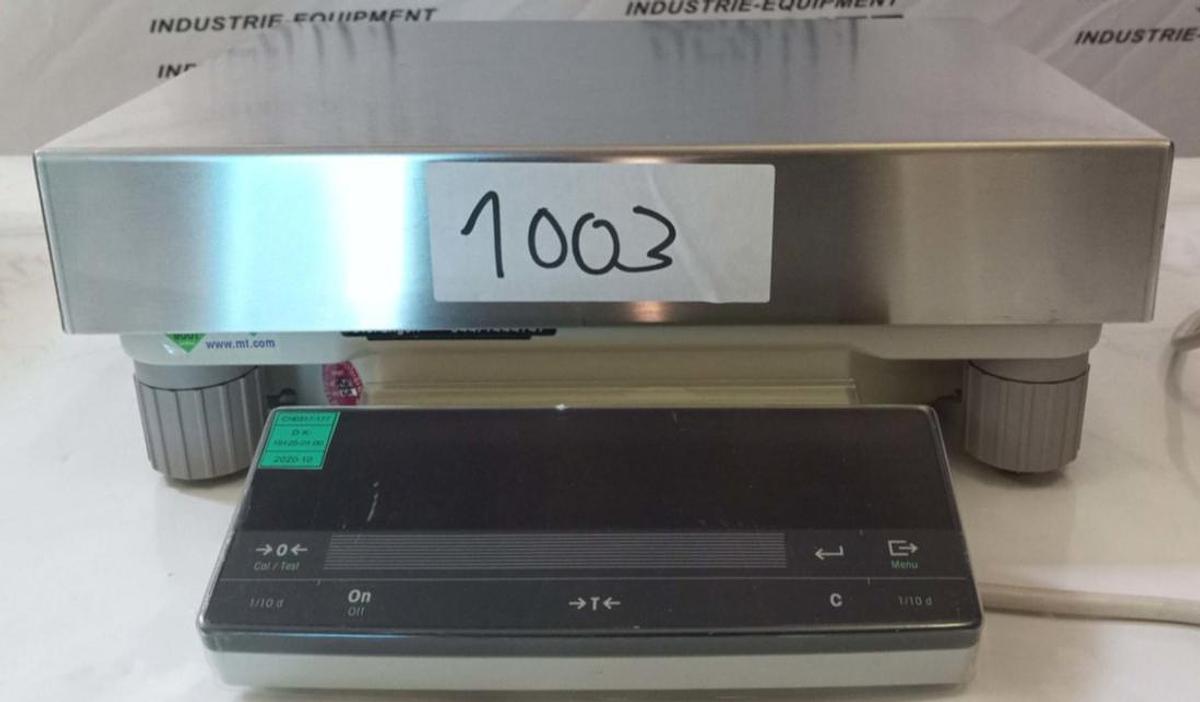 INDUSTRIE-EQUIPMENT
INDUSTRIE-EQUIPMENT
INDUSTRIE-
1003
www.mt.com
D-K-
2020-10
→0←
Cal / Test
Menu
1/10 d
On
Off
→T←
C
1/10 d